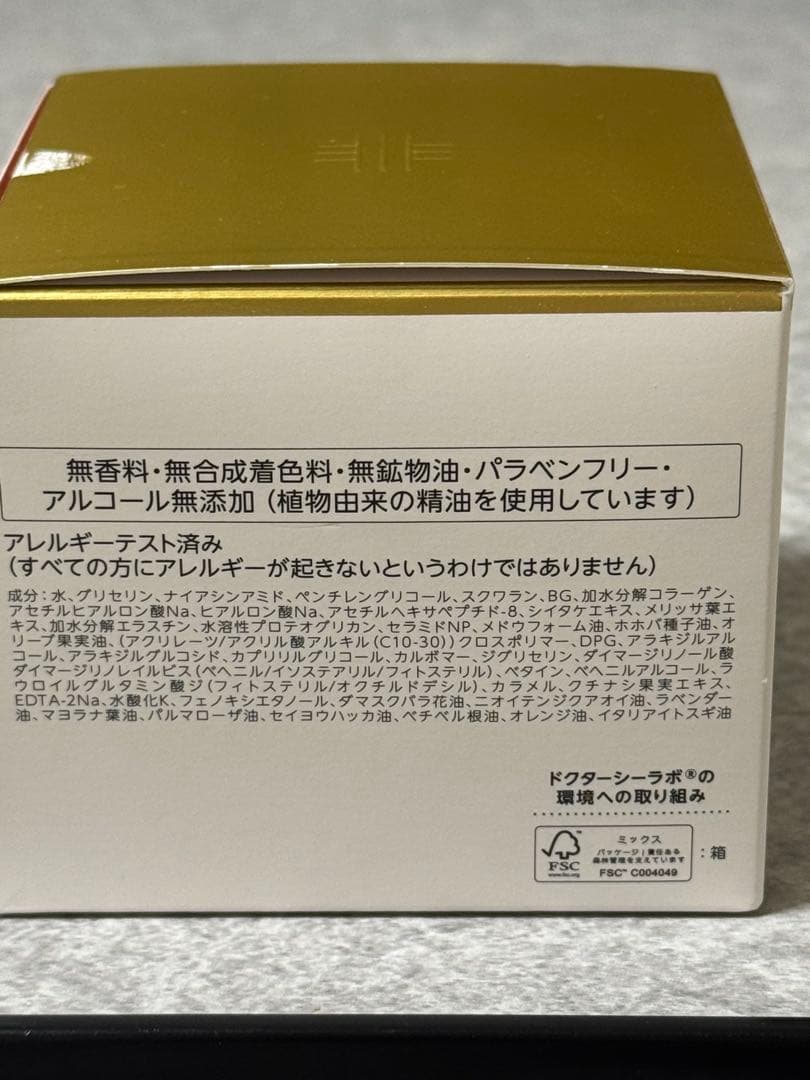 無香料・無合成着色料・無鉱物油・パラベンフリー・
アルコール無添加（植物由来の精油を使用しています）
アレルギーテスト済み
（すべての方にアレルギーが起きないというわけではありません）
成分：水、グリセリン、ナイアシンアミド、ペンチレングリコール、スクワラン、BG、加水分解コラーゲン、
アセチルヒアルロン酸Na、ヒアルロン酸Na、アセチルヘキサペプチド-8、シイタケエキス、メリッサ葉エ
キス、加水分解エラスチン、水溶性プロテオグリカン、セラミドNP、メドウフォーム油、ホホバ種子油、オ
リーブ果実油、（アクリレーツ/アクリル酸アルキル（C10-30））クロスポリマー、DPG、アラキジルアル
コール、アラキジルグルコシド、カプリリルグリコール、カルボマー、ジグリセリン、ダイマージリノール酸
ダイマージリノレイルビス（ベヘニル/イソステアリル/フィトステリル）、ベタイン、ベヘニルアルコール、ラ
ウロイルグルタミン酸ジ（フィトステリル/オクチルドデシル）、カラメル、クチナシ果実エキス、
EDTA-2Na、水酸化K、フェノキシエタノール、ダマスクバラ花油、ニオイテンジクアオイ油、ラベンダー
油、マヨラナ葉油、パルマローザ油、セイヨウハッカ油、ベチベル根油、オレンジ油、イタリアイトスギ油
ドクターシーラボ®の
環境への取り組み
ミックス
パッケージ｜責任ある
森林管理を支えています
FSC™ C004049
FSC
www.fsc.org
：箱